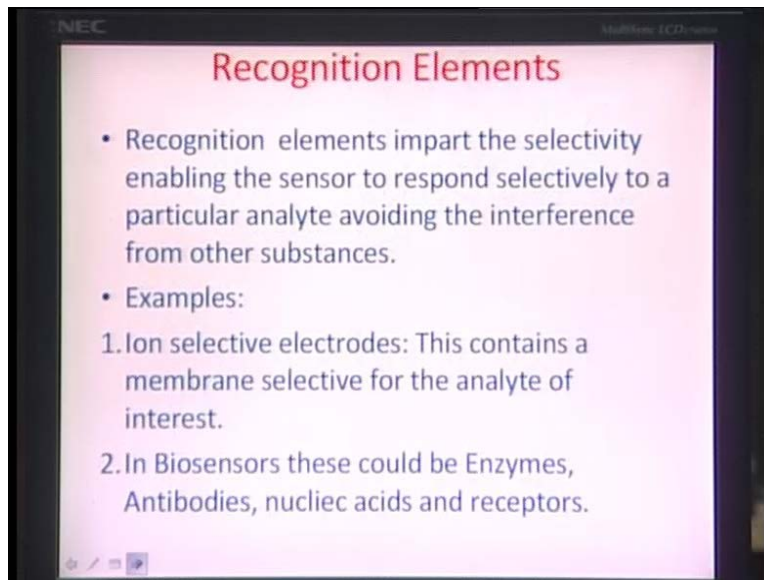 NEC
MultiSync LCD
Recognition Elements
• Recognition elements impart the selectivity
enabling the sensor to respond selectively to a
particular analyte avoiding the interference
from other substances.
• Examples:
1.Ion selective electrodes: This contains a
membrane selective for the analyte of
interest.
2.In Biosensors these could be Enzymes,
Antibodies, nucliec acids and receptors.